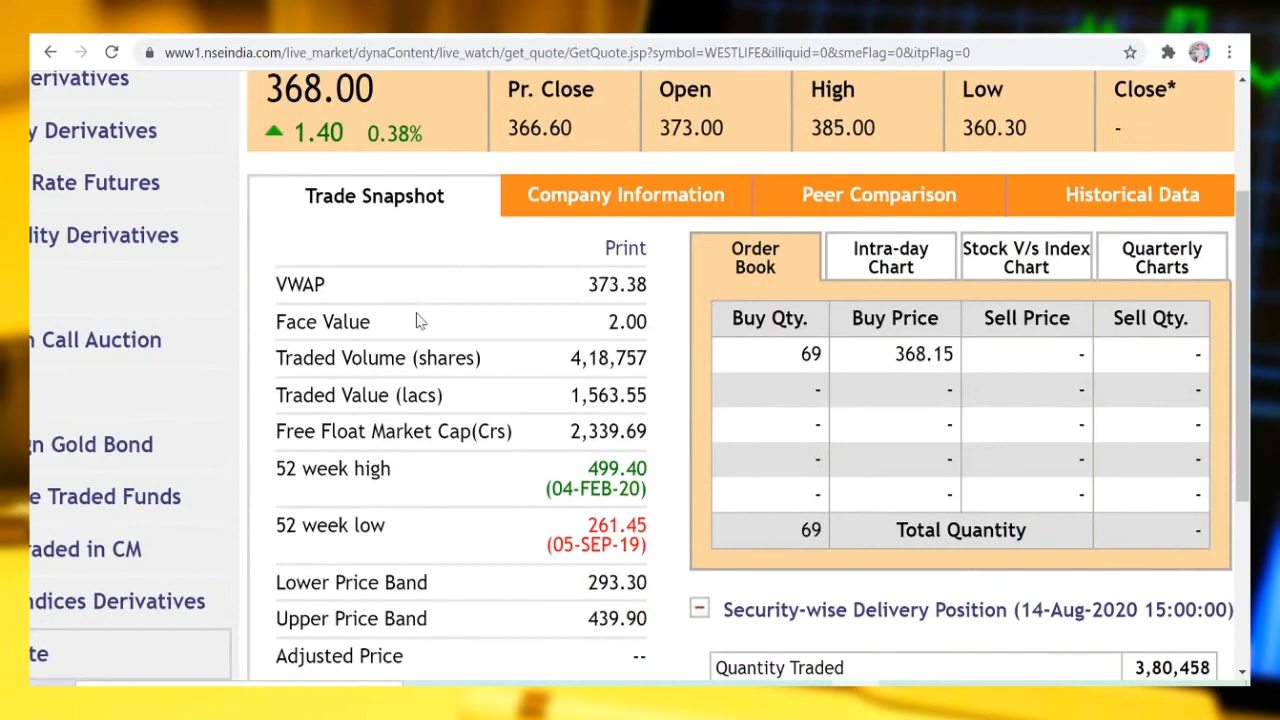 www1.nseindia.com/live_market/dynaContent/live_watch/get_quote/GetQuote.jsp?symbol=WESTLIFE&illiquid=0&smeFlag=0&itpFlag=0
erivatives
y Derivatives
Rate Futures
lity Derivatives
n Call Auction
gn Gold Bond
e Traded Funds
raded in CM
ndices Derivatives
te
368.00
1.40 0.38%
Pr. Close Open High Low Close*
366.60 373.00 385.00 360.30 -
Trade Snapshot Company Information Peer Comparison Historical Data
Print
VWAP 373.38
Face Value 2.00
Traded Volume (shares) 4,18,757
Traded Value (lacs) 1,563.55
Free Float Market Cap(Crs) 2,339.69
52 week high 499.40
(04-FEB-20)
52 week low 261.45
(05-SEP-19)
Lower Price Band 293.30
Upper Price Band 439.90
Adjusted Price --
Order Intra-day Stock V/s Index Quarterly
Book Chart Chart Charts
Buy Qty. Buy Price Sell Price Sell Qty.
69 368.15 - -
- - - -
- - - -
- - - -
- - - -
69 Total Quantity -
Security-wise Delivery Position (14-Aug-2020 15:00:00)
Quantity Traded 3,80,458